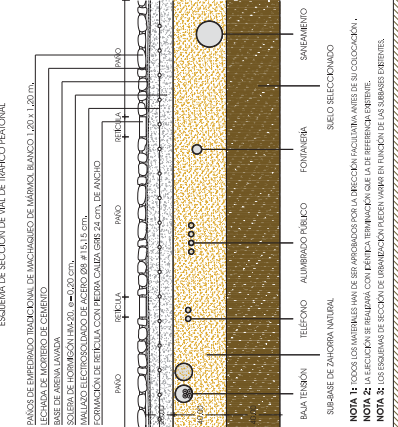 ESQUEMA DE SECCIÓN DE VIAL DE TRÁFICO PEATONAL
PAÑOS DE EMPEDRADO TRADICIONAL DE MACHAQUEO DE MÁRMOL BLANCO 1,20 x 1,20 m.
LECHADA DE MORTERO DE CEMENTO
BASE DE ARENA LAVADA
SOLERA DE HORMIGÓN HM-20, e=0,20 cm.
MALLAZO ELECTROSOLDADO DE ACERO Ø8 #15,15 cm.
FORMACIÓN DE RETÍCULA CON PIEDRA CALIZA GRIS 24 cm. DE ANCHO
PAÑO
RETÍCULA
PAÑO
RETÍCULA
PAÑO
BAJA TENSIÓN
TELÉFONO
ALUMBRADO PÚBLICO
FONTANERÍA
SANEAMIENTO
SUB-BASE DE ZAHORRA NATURAL
SUELO SELECCIONADO
NOTA 1: TODOS LOS MATERIALES HAN DE SER APROBADOS POR LA DIRECCIÓN FACULTATIVA ANTES DE SU COLOCACIÓN .
NOTA 2: LA EJECUCIÓN SE REALIZARÁ CON IDÉNTICA TERMINACIÓN QUE LA DE REFERENCIA EXISTENTE.
NOTA 3: LOS ESQUEMAS DE SECCIÓN DE URBANIZACIÓN PUEDEN VARIAR EN FUNCIÓN DE LAS SUBBASES EXISTENTES.